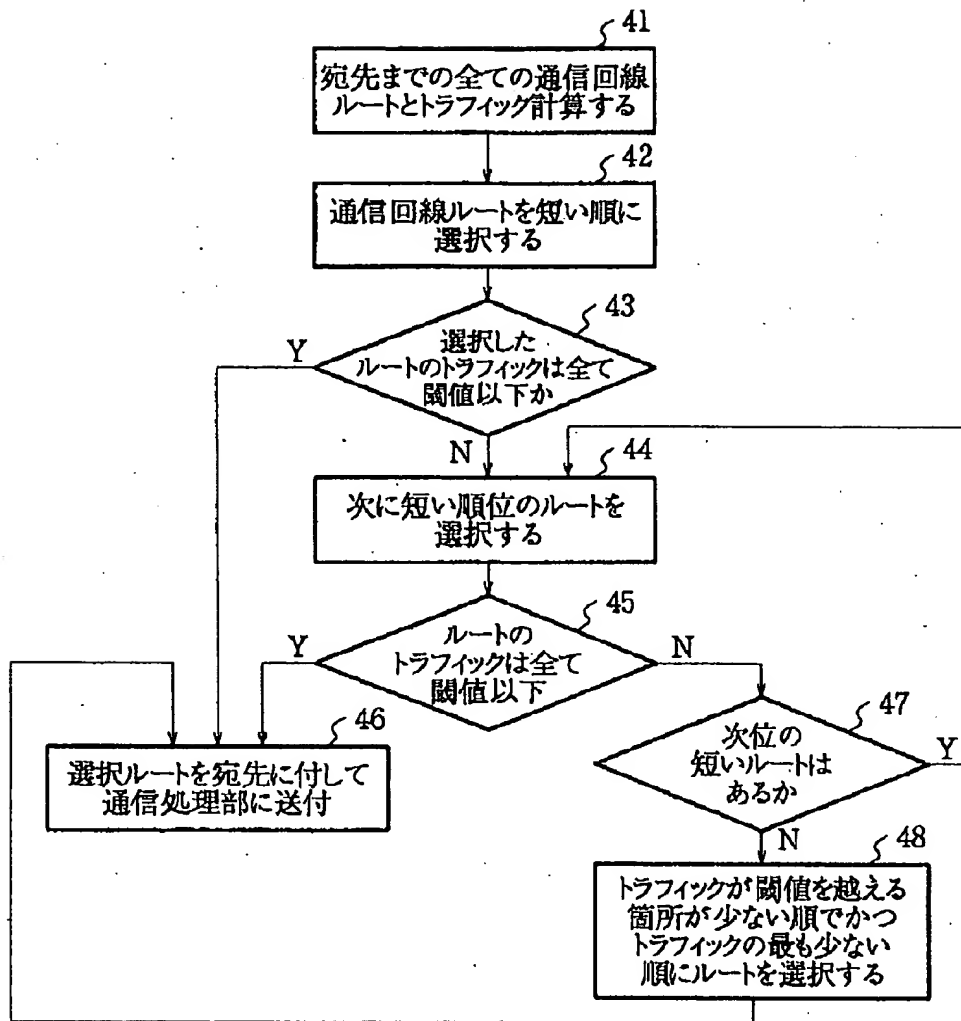 41
宛先までの全ての通信回線
ルートとトラフィック計算する
42
通信回線ルートを短い順に
選択する
43
選択した
ルートのトラフィックは全て
閾値以下か
Y
N
44
次に短い順位のルートを
選択する
45
ルートの
トラフィックは全て
閾値以下
Y
N
46
選択ルートを宛先に付して
通信処理部に送付
47
次位の
短いルートは
あるか
Y
N
48
トラフィックが閾値を越える
箇所が少ない順でかつ
トラフィックの最も少ない
順にルートを選択する